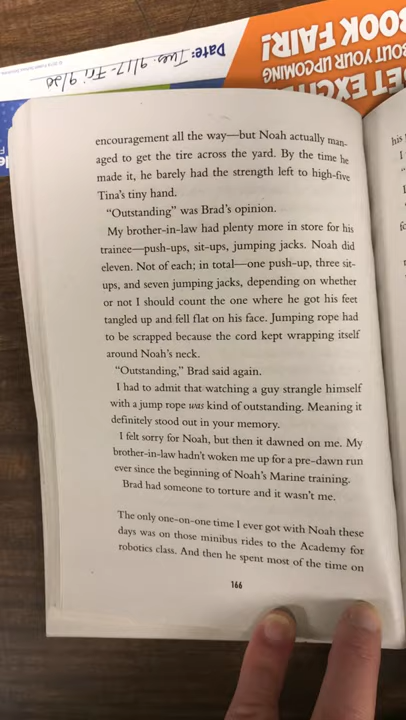 BOOK FAIR!
OUT YOUR UPCOMING
GET EXCI
Date: Tues. 9/17-Fri 9/20
encouragement all the way—but Noah actually man-
aged to get the tire across the yard. By the time he
made it, he barely had the strength left to high-five
Tina's tiny hand.
"Outstanding" was Brad's opinion.
My brother-in-law had plenty more in store for his
trainee—push-ups, sit-ups, jumping jacks. Noah did
eleven. Not of each; in total—one push-up, three sit-
ups, and seven jumping jacks, depending on whether
or not I should count the one where he got his feet
tangled up and fell flat on his face. Jumping rope had
to be scrapped because the cord kept wrapping itself
around Noah's neck.
"Outstanding," Brad said again.
I had to admit that watching a guy strangle himself
with a jump rope was kind of outstanding. Meaning it
definitely stood out in your memory.
I felt sorry for Noah, but then it dawned on me. My
brother-in-law hadn't woken me up for a pre-dawn run
ever since the beginning of Noah's Marine training.
Brad had someone to torture and it wasn't me.
The only one-on-one time I ever got with Noah these
days was on those minibus rides to the Academy for
robotics class. And then he spent most of the time on
166
his
I